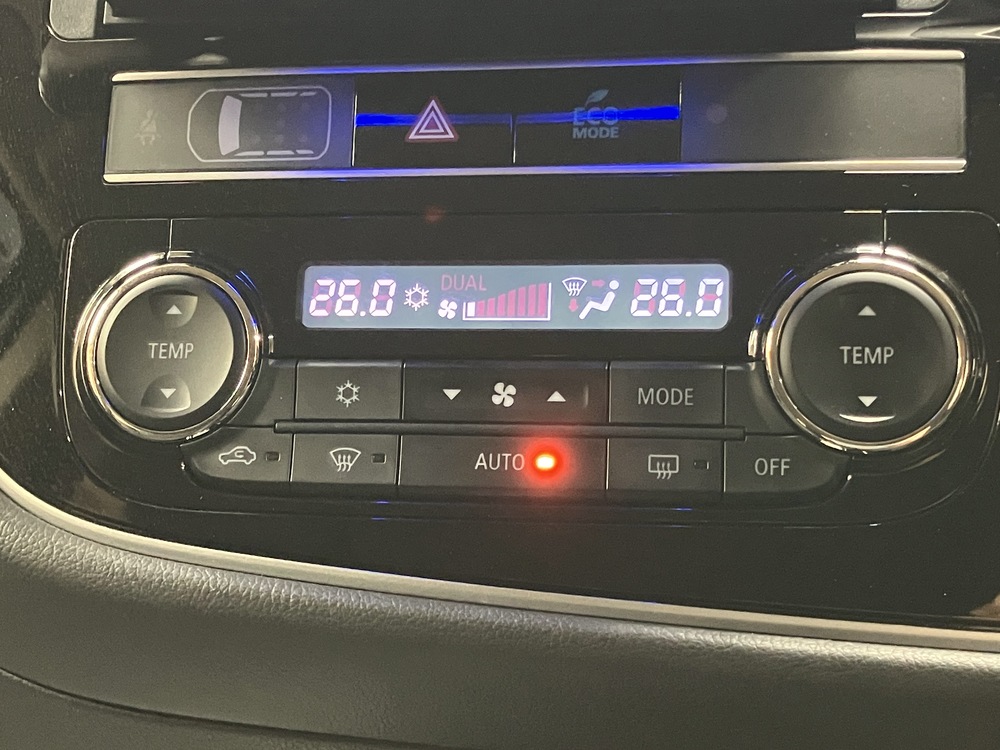 ECO
MODE
26.0 DUAL 26.0
TEMP
TEMP
MODE
AUTO
OFF